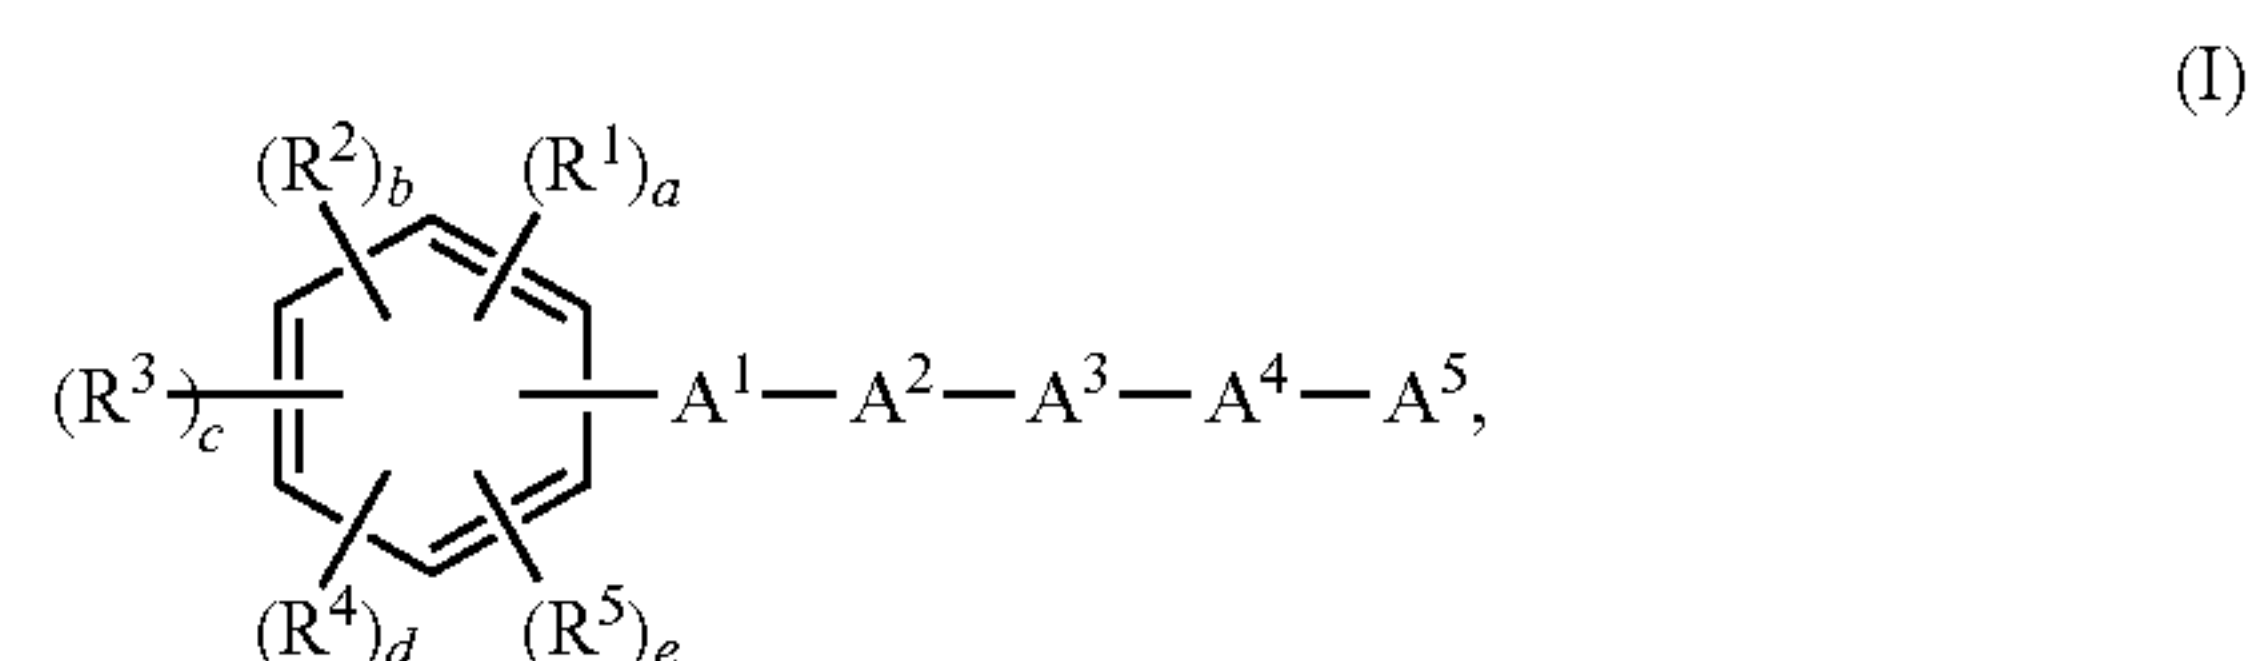 (I)
(R²)b (R¹)a
(R³)c A¹—A²—A³—A⁴—A⁵,
(R⁴)d (R⁵)e